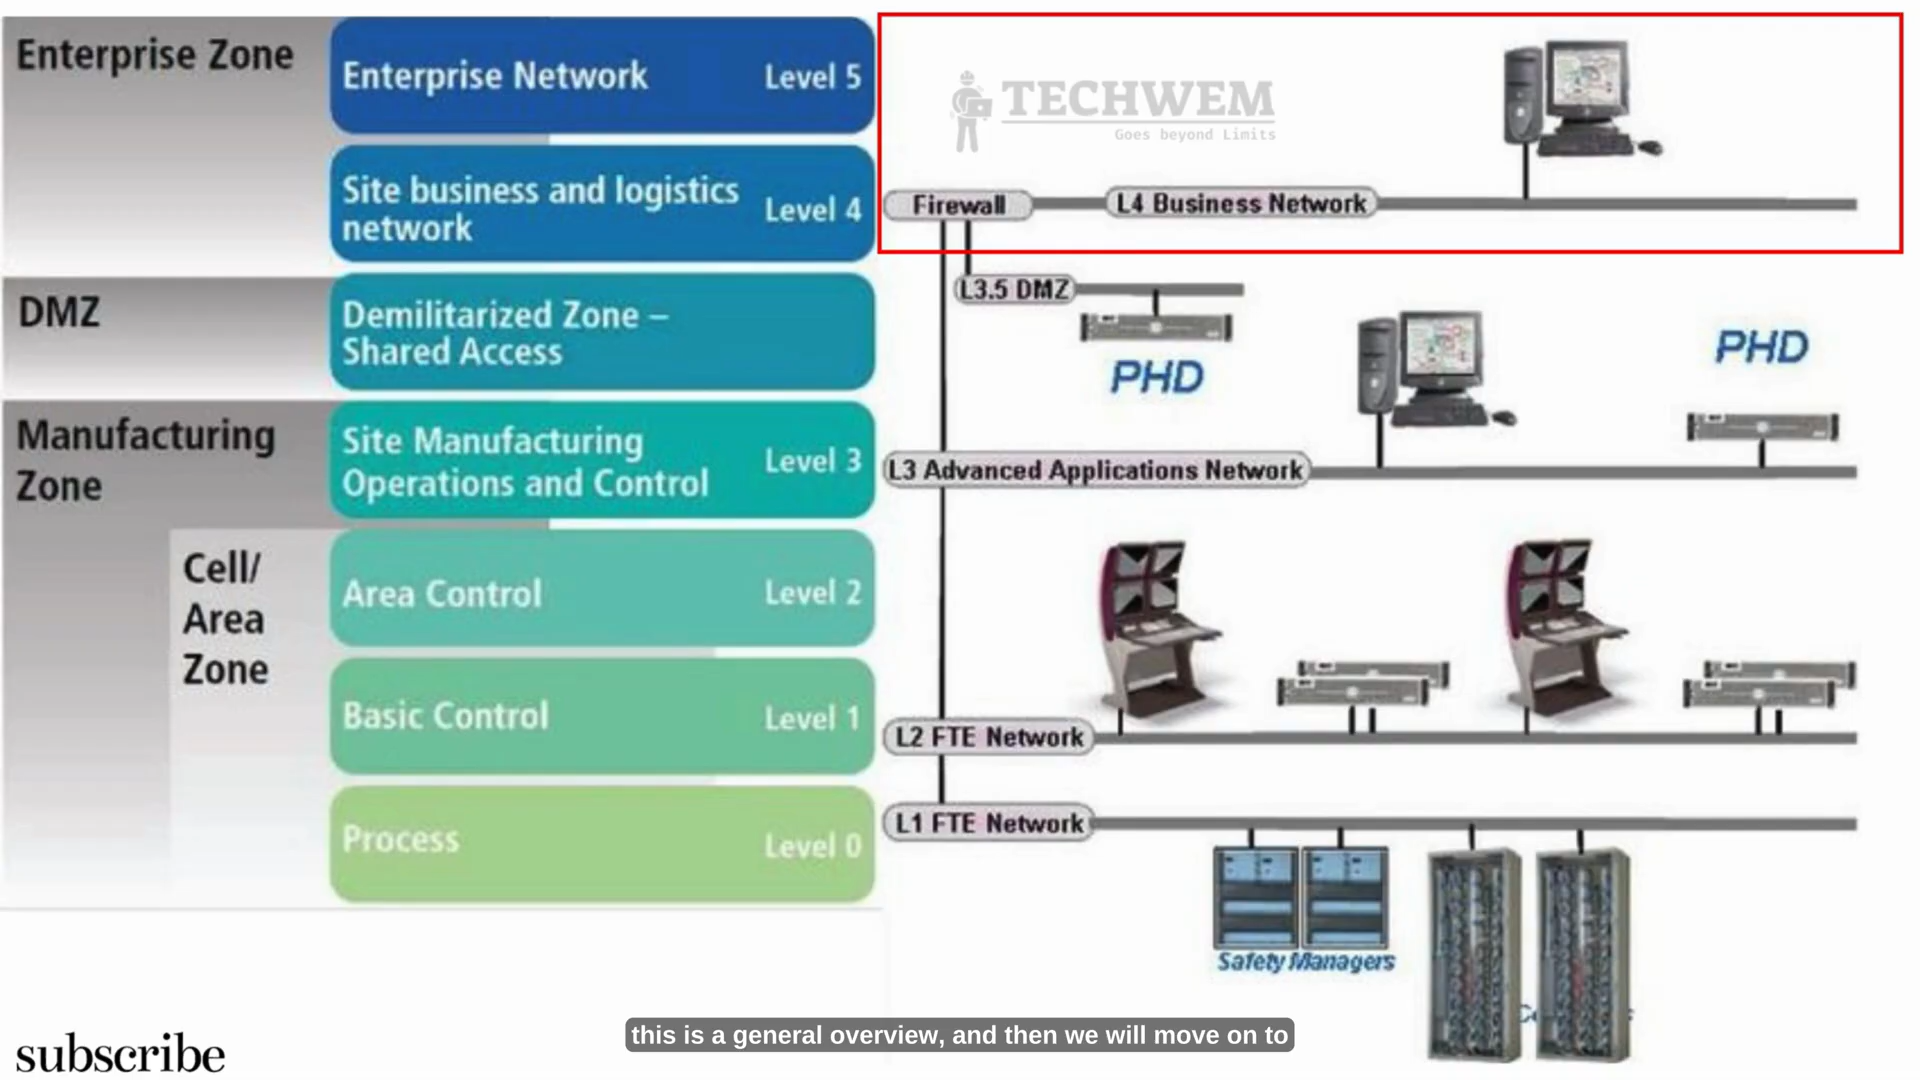 Enterprise Zone
Enterprise Network Level 5
Site business and logistics
network
Level 4
DMZ
Demilitarized Zone –
Shared Access
Manufacturing
Zone
Site Manufacturing
Operations and Control
Level 3
Cell/
Area
Zone
Area Control Level 2
Basic Control Level 1
Process Level 0
TECHWEM
Goes beyond Limits
Firewall
L4 Business Network
L3.5 DMZ
PHD
PHD
L3 Advanced Applications Network
L2 FTE Network
L1 FTE Network
Safety Managers
this is a general overview, and then we will move on to
subscribe